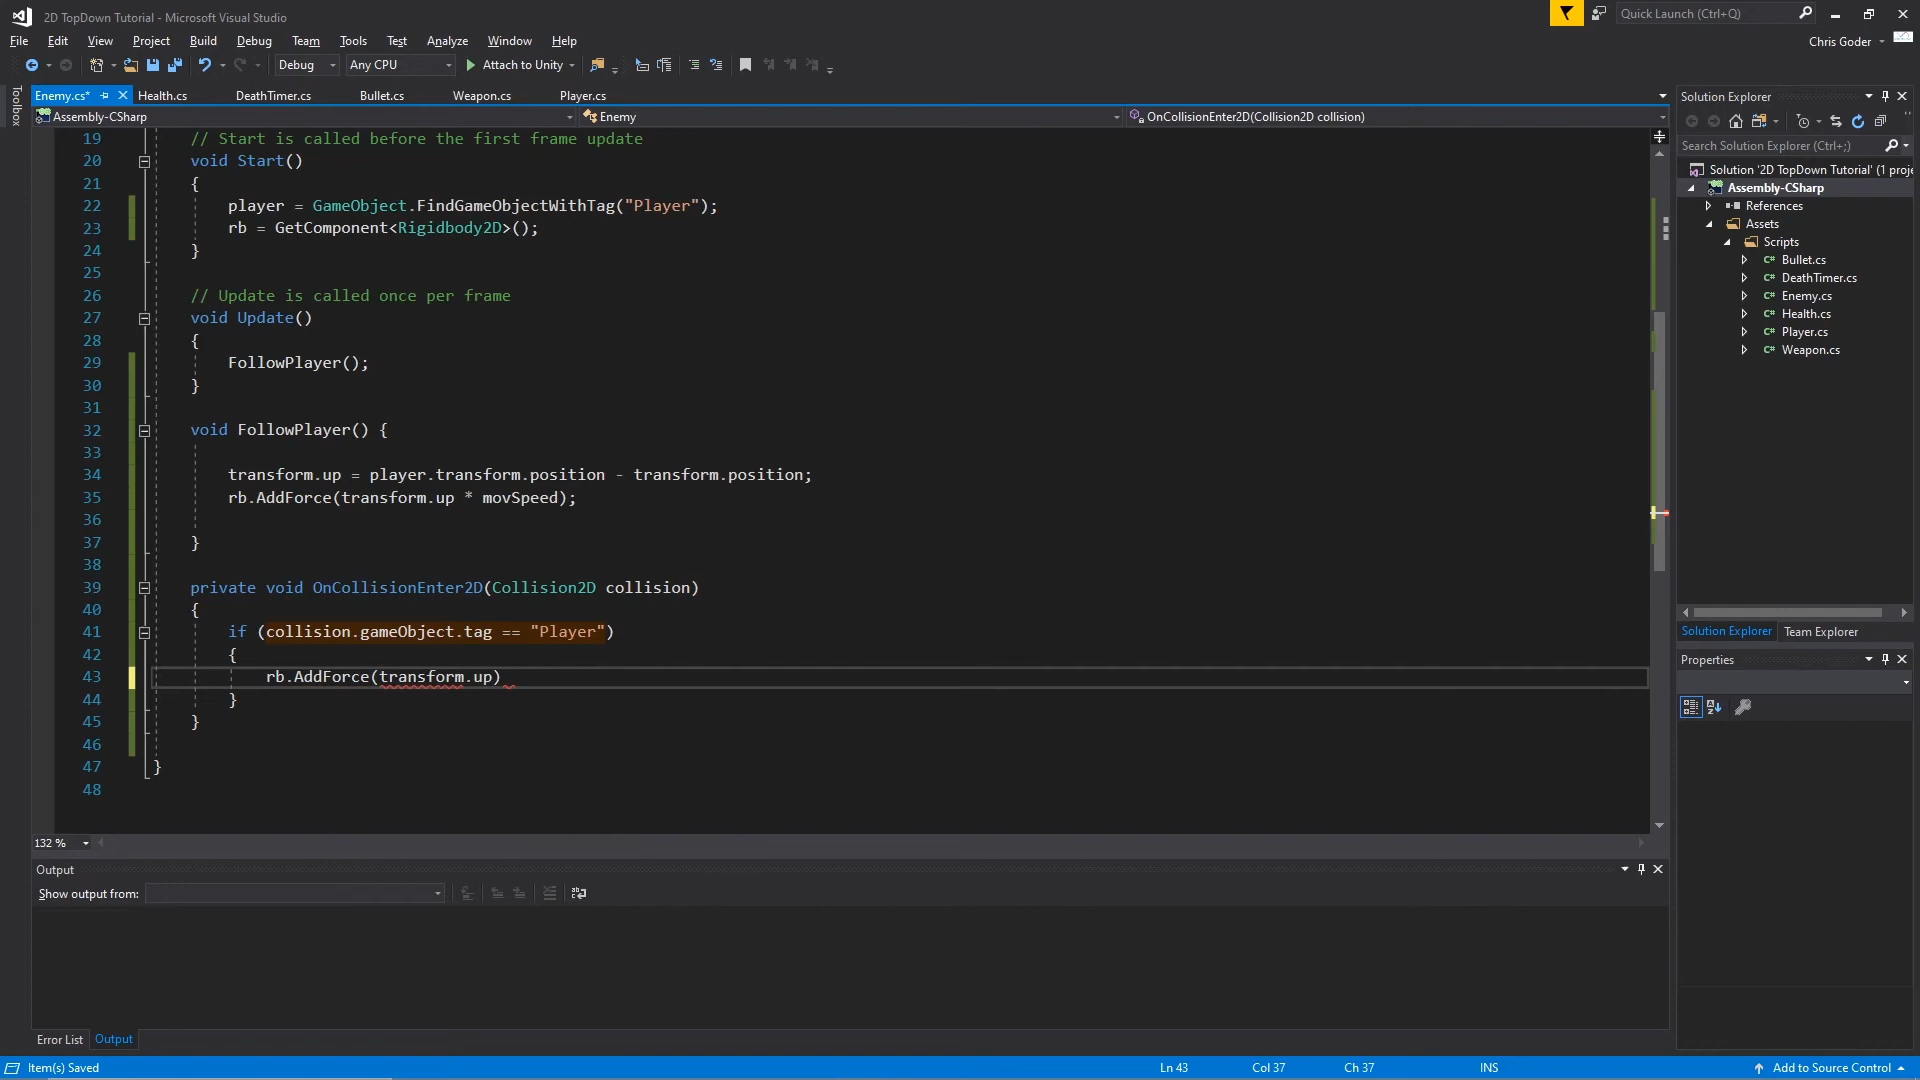 2D TopDown Tutorial - Microsoft Visual Studio
Quick Launch (Ctrl+Q)
File Edit View Project Build Debug Team Tools Test Analyze Window Help
Chris Goder
Debug Any CPU Attach to Unity
Toolbox
Enemy.cs* Health.cs DeathTimer.cs Bullet.cs Weapon.cs Player.cs
Assembly-CSharp Enemy OnCollisionEnter2D(Collision2D collision)
19 // Start is called before the first frame update
20 void Start()
21 {
22 player = GameObject.FindGameObjectWithTag("Player");
23 rb = GetComponent<Rigidbody2D>();
24 }
25
26 // Update is called once per frame
27 void Update()
28 {
29 FollowPlayer();
30 }
31
32 void FollowPlayer() {
33
34 transform.up = player.transform.position - transform.position;
35 rb.AddForce(transform.up * movSpeed);
36
37 }
38
39 private void OnCollisionEnter2D(Collision2D collision)
40 {
41 if (collision.gameObject.tag == "Player")
42 {
43 rb.AddForce(transform.up)
44 }
45 }
46
47 }
48
132 %
Output
Show output from:
Error List Output
Solution Explorer
Search Solution Explorer (Ctrl+;)
Solution '2D TopDown Tutorial' (1 proje
Assembly-CSharp
References
Assets
Scripts
C# Bullet.cs
C# DeathTimer.cs
C# Enemy.cs
C# Health.cs
C# Player.cs
C# Weapon.cs
Solution Explorer Team Explorer
Properties
Item(s) Saved Ln 43 Col 37 Ch 37 INS Add to Source Control